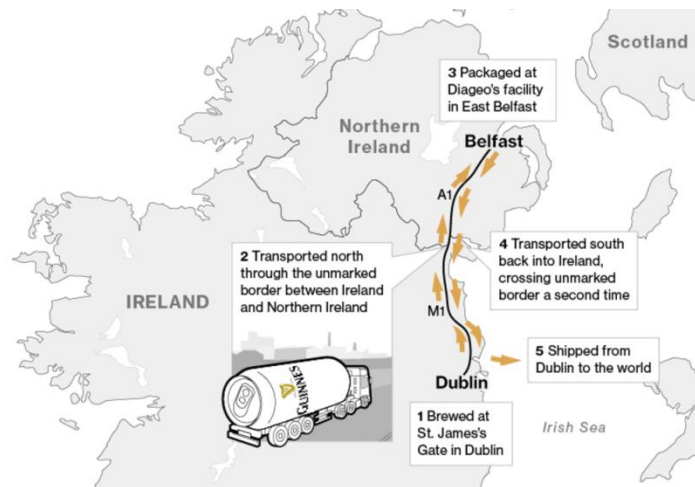 Scotland
3 Packaged at
Diageo's facility
in East Belfast
Northern
Ireland
Belfast
A1
2 Transported north
through the unmarked
border between Ireland
and Northern Ireland
4 Transported south
back into Ireland,
crossing unmarked
border a second time
IRELAND
M1
5 Shipped from
Dublin to the world
GUINNES
Dublin
1 Brewed at
St. James's
Gate in Dublin
Irish Sea